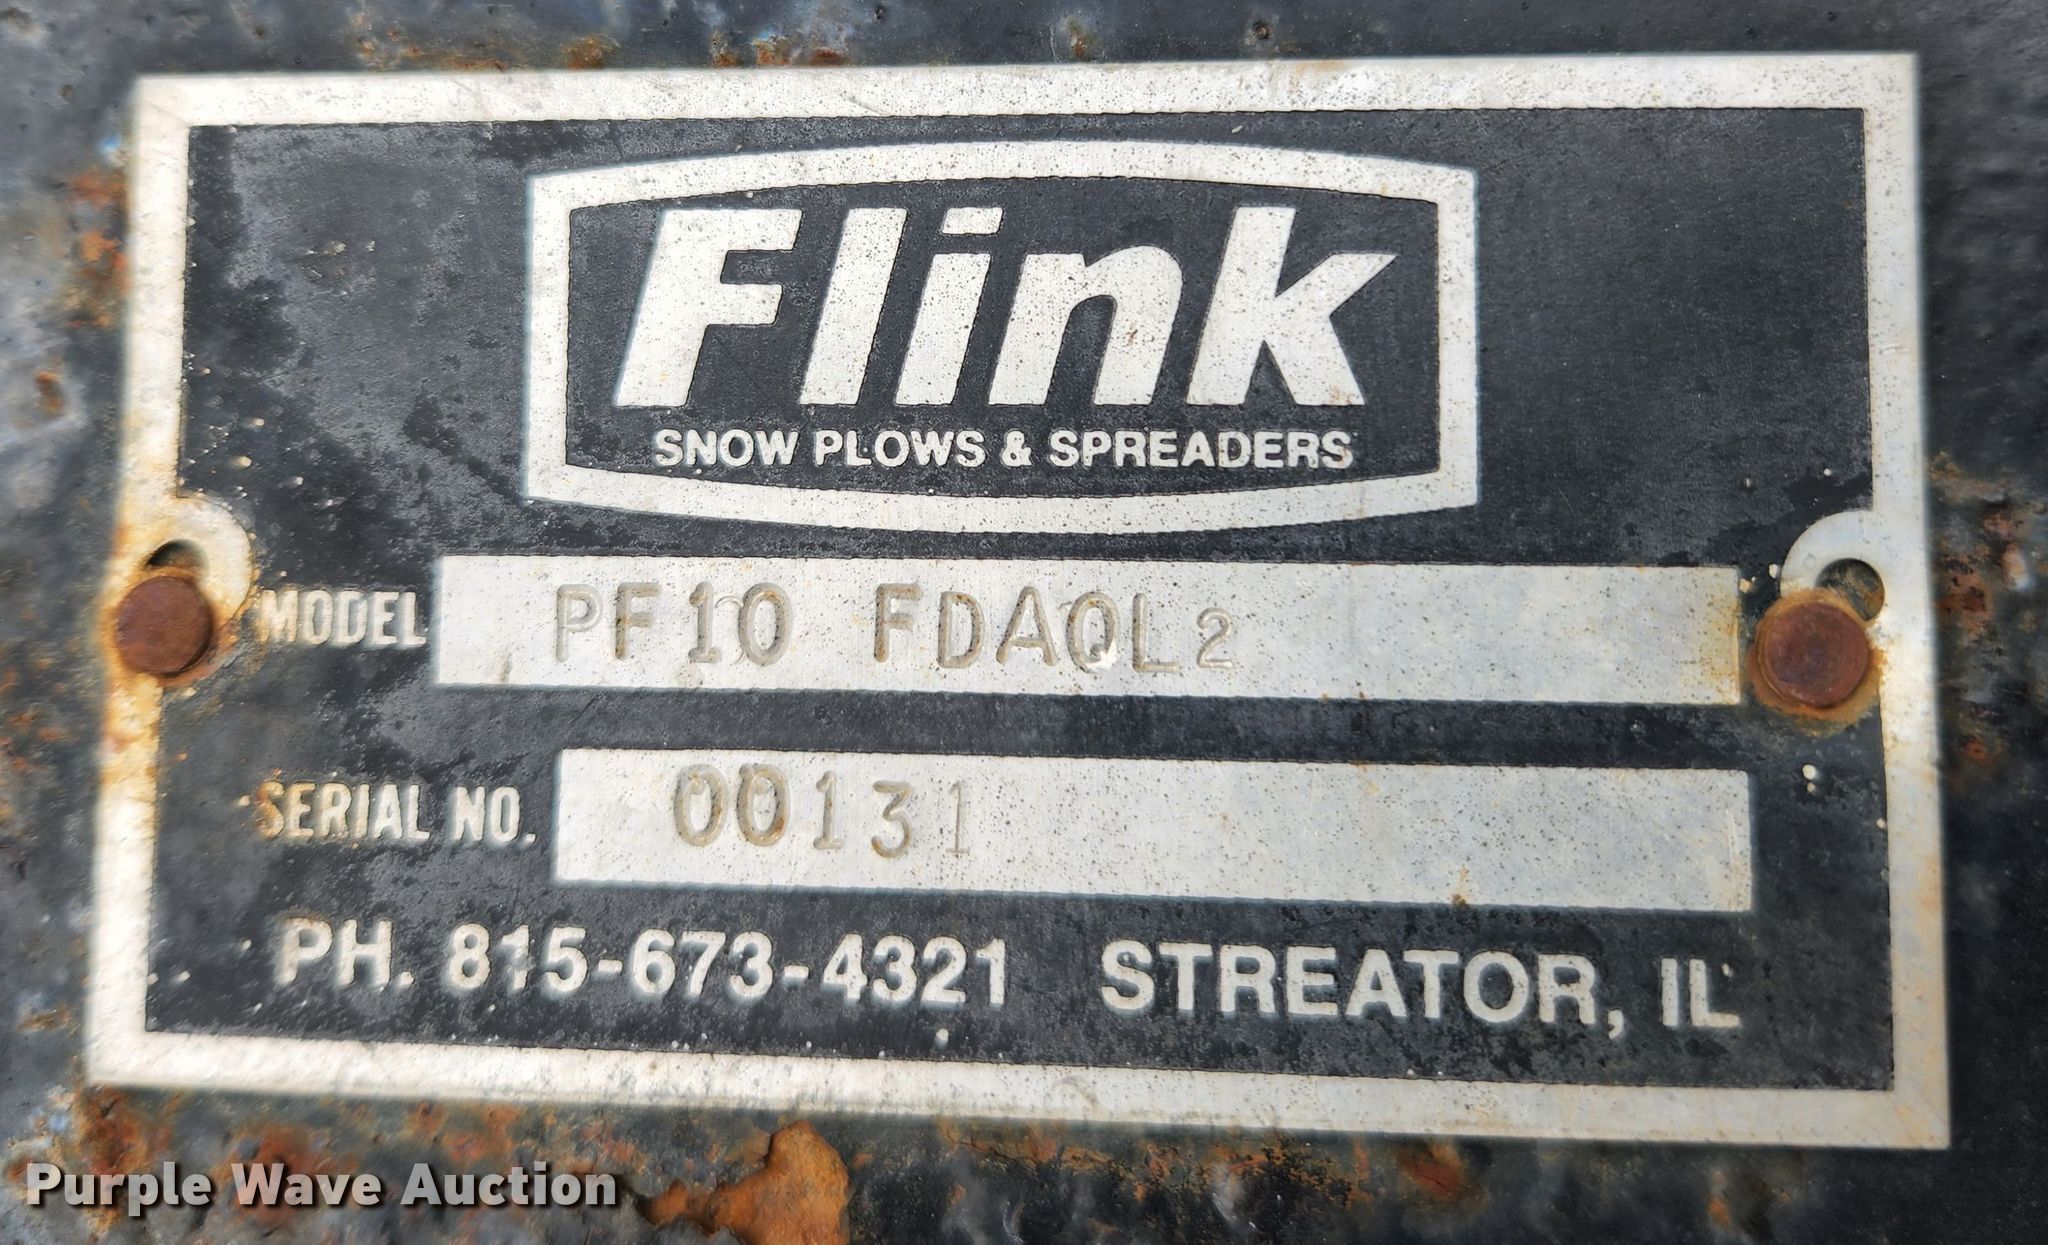 Flink
SNOW PLOWS & SPREADERS
MODEL PF10 FDAQL2
SERIAL NO. 00131
PH. 815-673-4321 STREATOR, IL
Purple Wave Auction